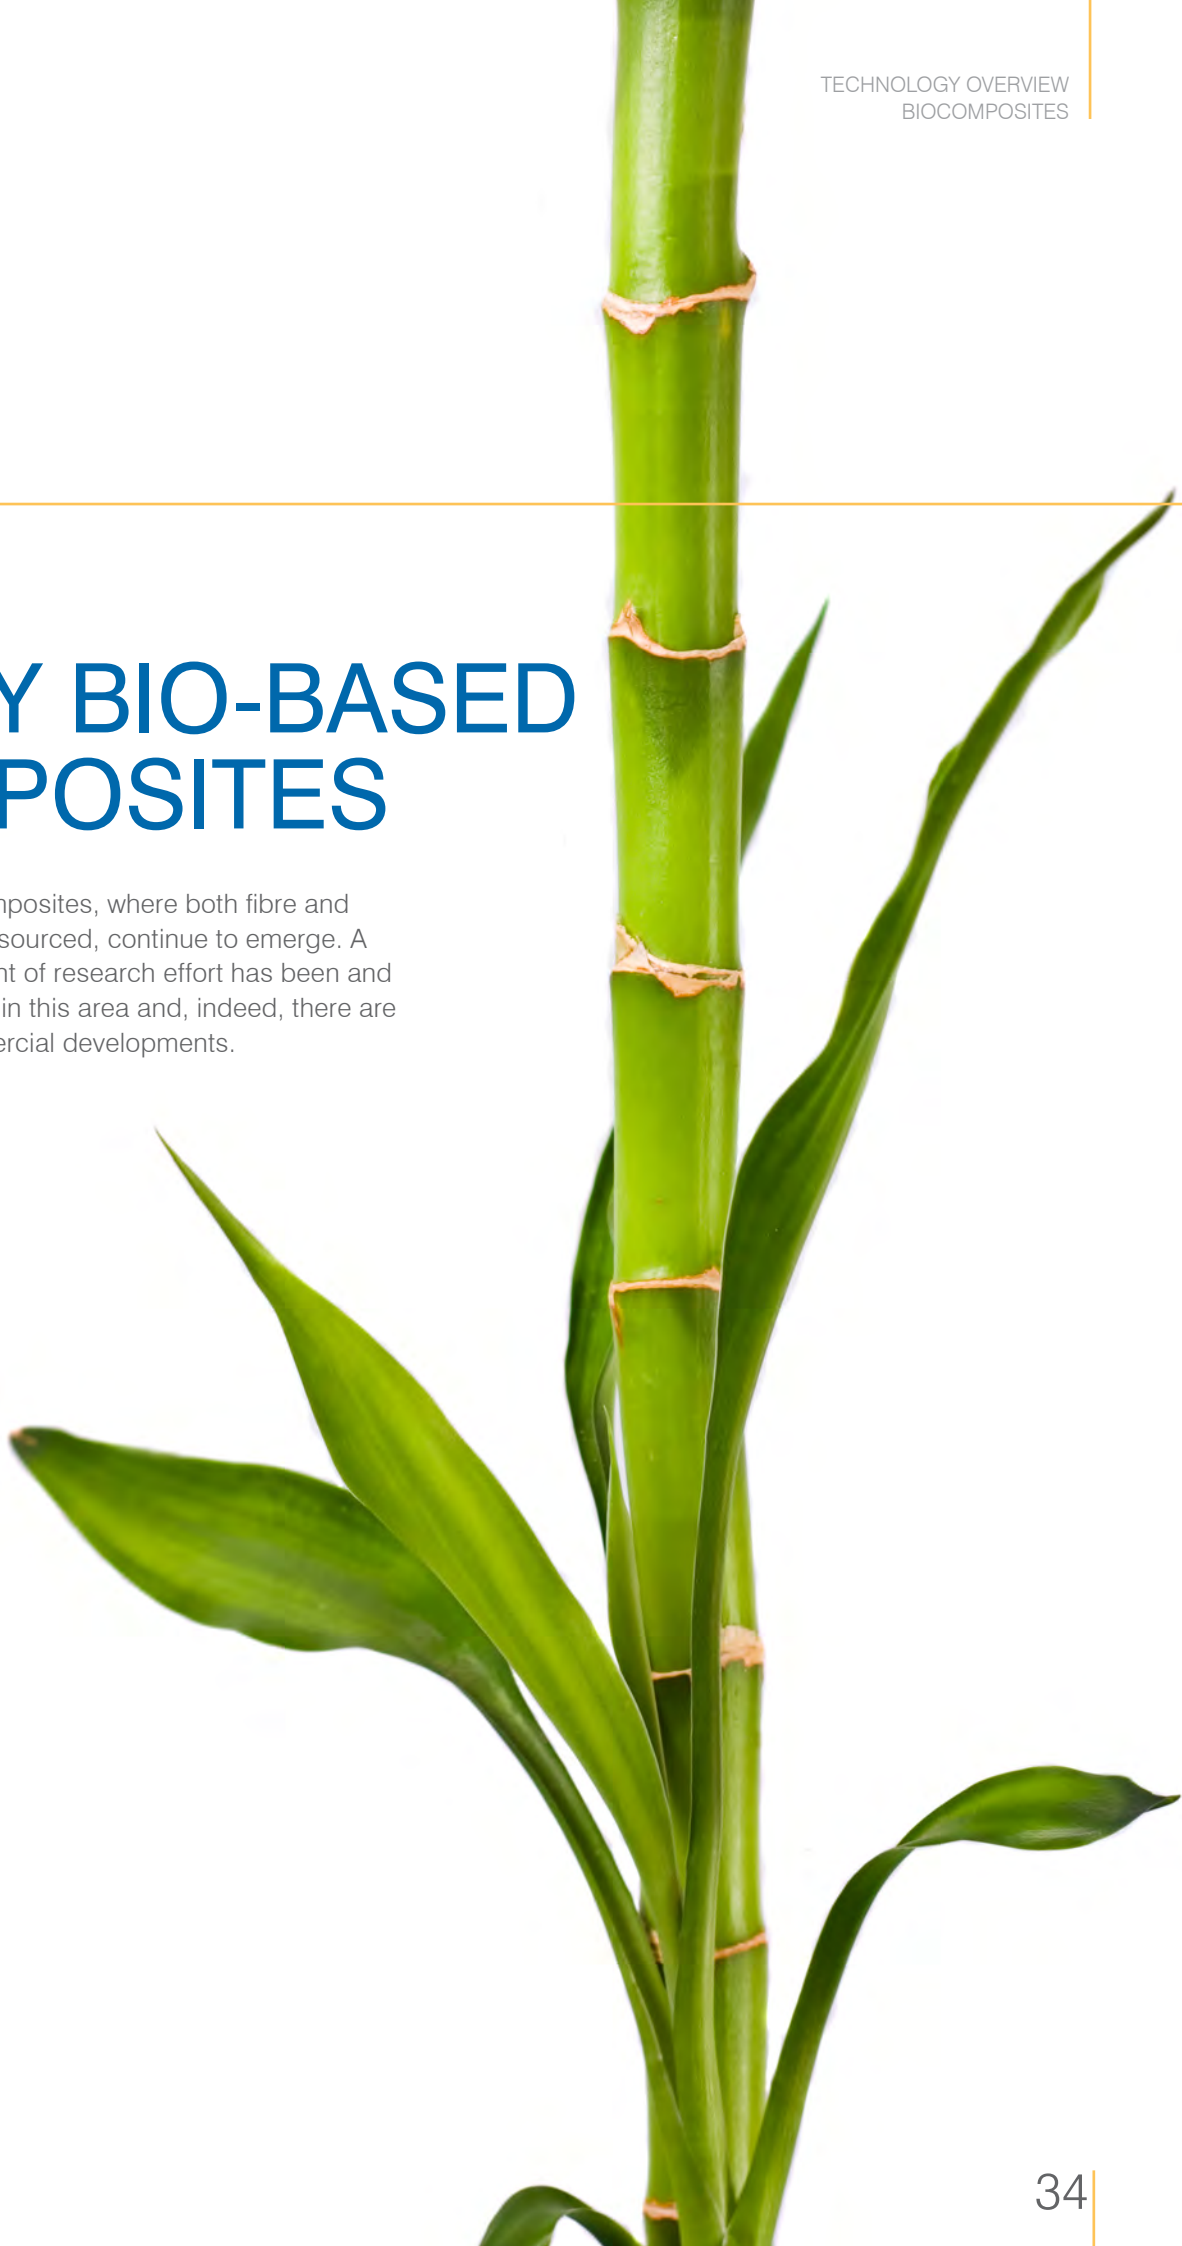 TECHNOLOGY OVERVIEW
BIOCOMPOSITES
Y BIO-BASED
POSITES
mposites, where both fibre and
sourced, continue to emerge. A
nt of research effort has been and
in this area and, indeed, there are
ercial developments.
34